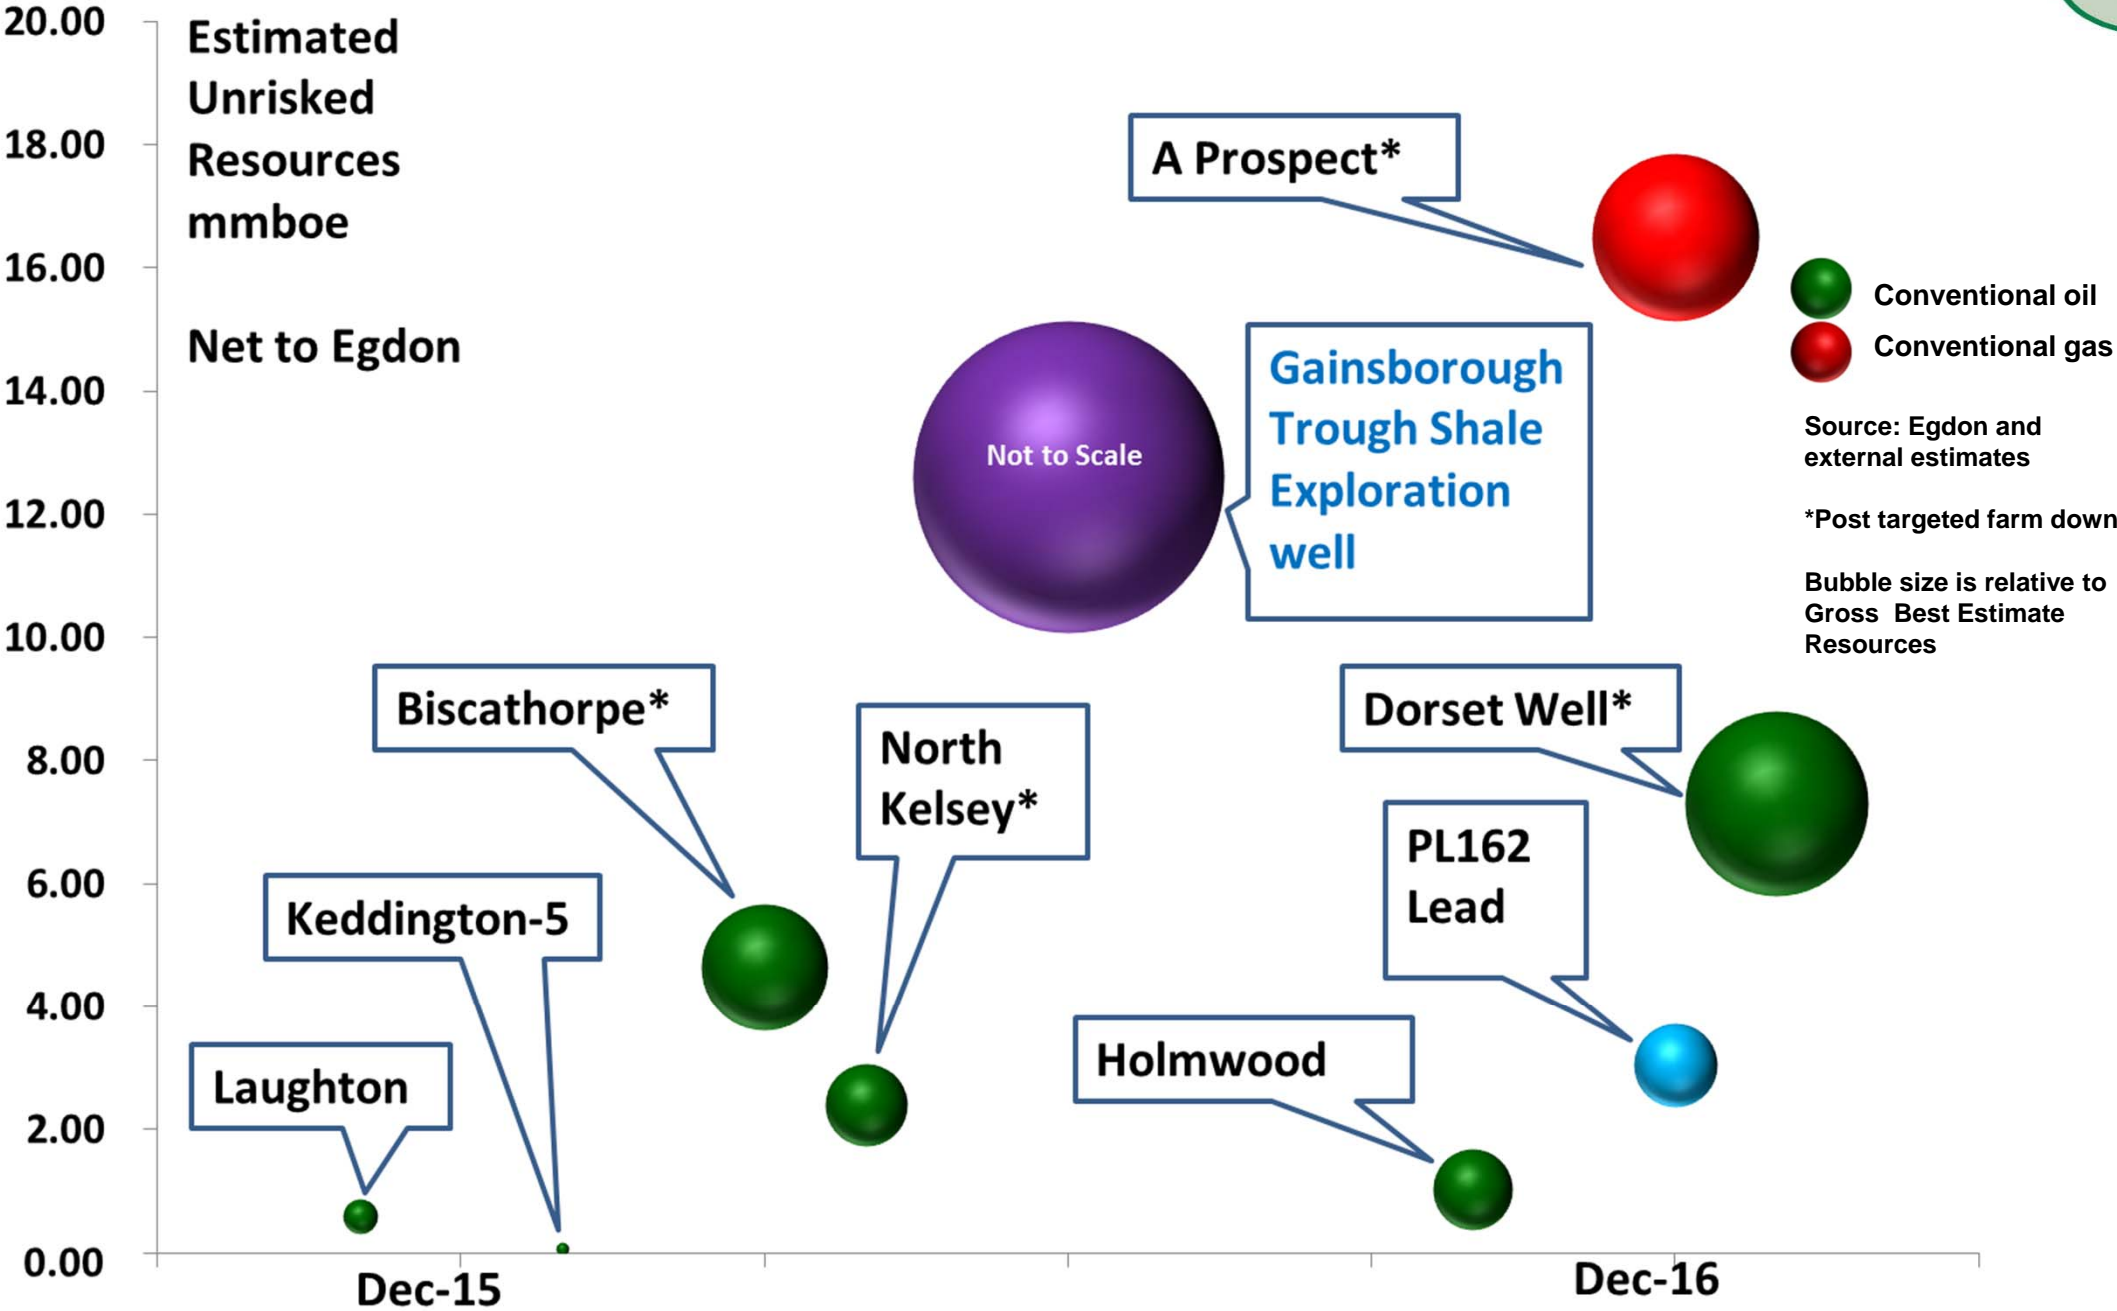 20.00
18.00
16.00
14.00
12.00
10.00
8.00
6.00
4.00
2.00
0.00
Estimated
Unrisked
Resources
mmboe
Net to Egdon
A Prospect*
Conventional oil
Conventional gas
Gainsborough
Trough Shale
Exploration
well
Not to Scale
Source: Egdon and
external estimates
*Post targeted farm down
Bubble size is relative to
Gross Best Estimate
Resources
Biscathorpe*
North
Kelsey*
Dorset Well*
PL162
Lead
Keddington-5
Laughton
Holmwood
Dec-15
Dec-16